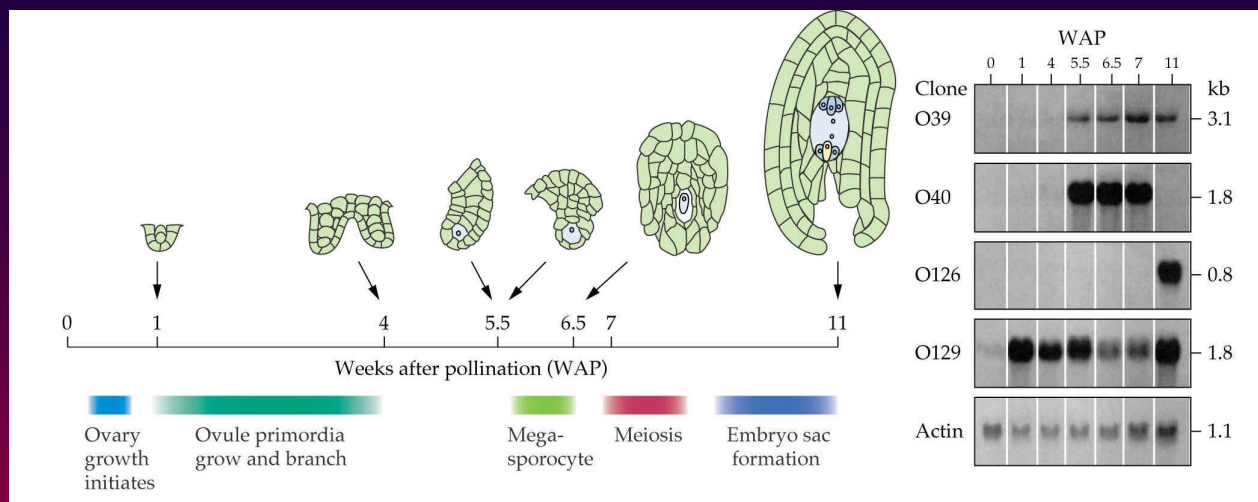 0
1
4
5.5
6.5
7
11
Weeks after pollination (WAP)
Ovary
growth
initiates
Ovule primordia
grow and branch
Mega-
sporocyte
Meiosis
Embryo sac
formation
WAP
0 1 4 5.5 6.5 7 11
Clone kb
O39 3.1
O40 1.8
O126 0.8
O129 1.8
Actin 1.1